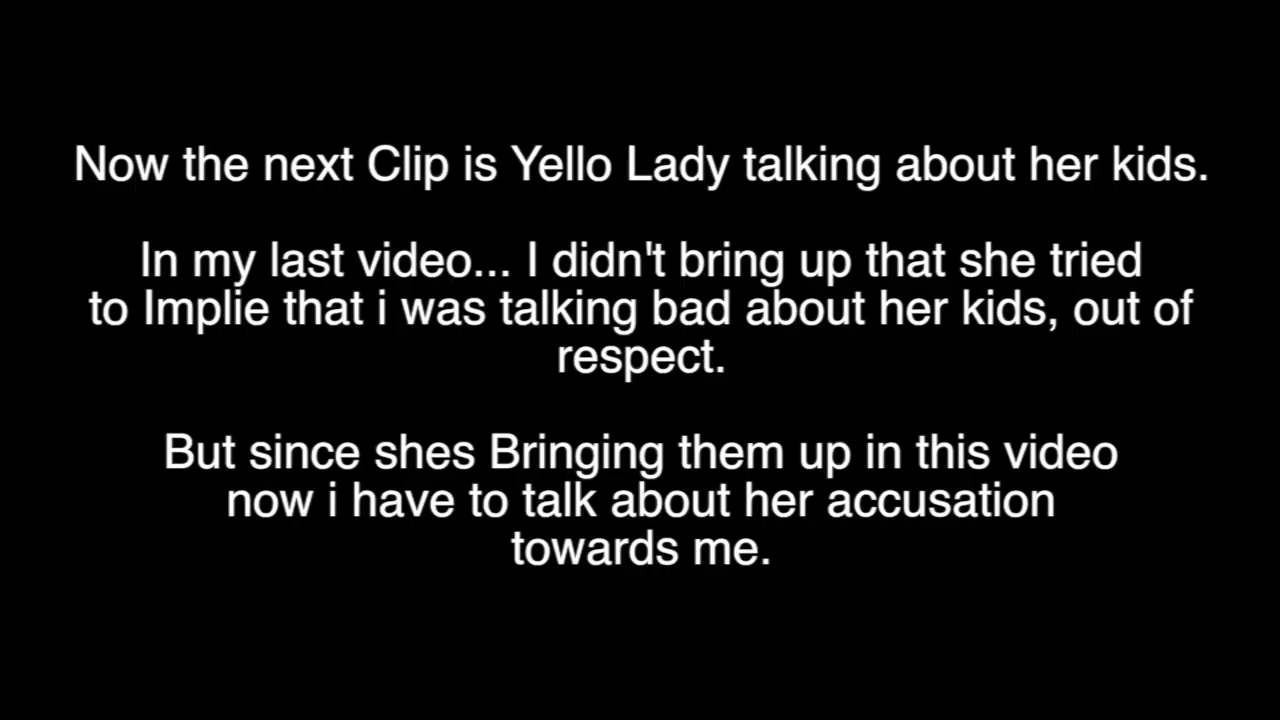 Now the next Clip is Yello Lady talking about her kids.
In my last video... I didn't bring up that she tried
to Implie that i was talking bad about her kids, out of
respect.
But since shes Bringing them up in this video
now i have to talk about her accusation
towards me.